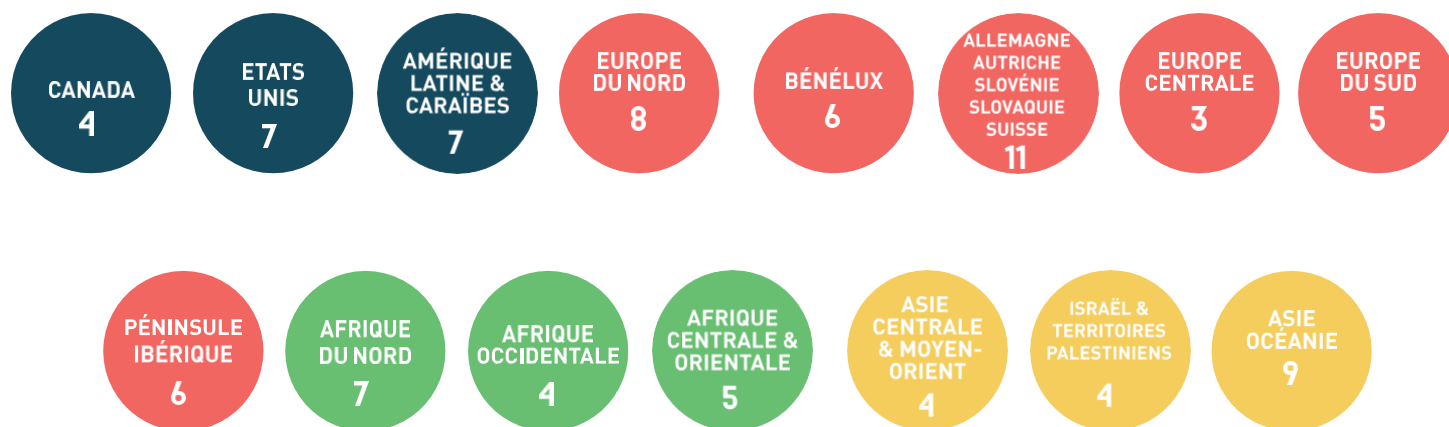 CANADA
4
ETATS
UNIS
7
AMÉRIQUE
LATINE &
CARAÏBES
7
EUROPE
DU NORD
8
BÉNÉLUX
6
ALLEMAGNE
AUTRICHE
SLOVÉNIE
SLOVAQUIE
SUISSE
11
EUROPE
CENTRALE
3
EUROPE
DU SUD
5
PÉNINSULE
IBÉRIQUE
6
AFRIQUE
DU NORD
7
AFRIQUE
OCCIDENTALE
4
AFRIQUE
CENTRALE &
ORIENTALE
5
ASIE
CENTRALE
& MOYEN-
ORIENT
4
ISRAËL &
TERRITOIRES
PALESTINIENS
4
ASIE
OCÉANIE
9